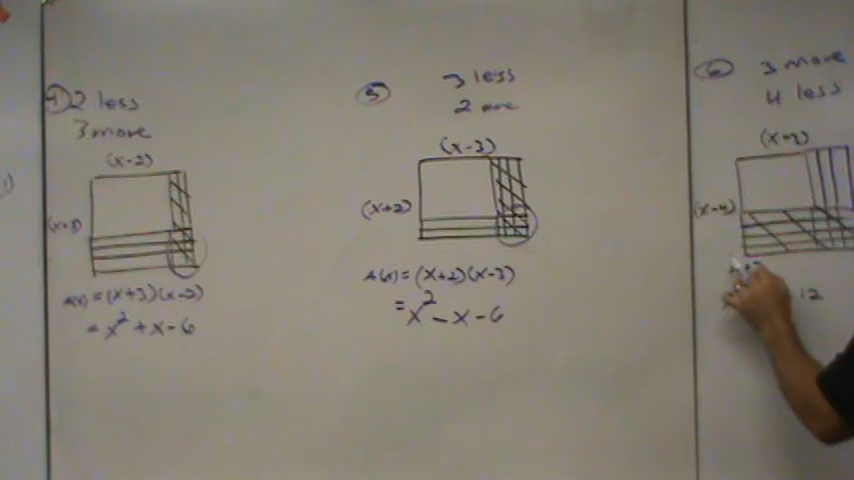 ④ 2 less
3 more
(x-2)
(x+3)
A(x) = (x+3)(x-2)
= x² + x - 6
⑤ 3 less
2 more
(x-3)
(x+2)
A(x) = (x+2)(x-3)
= x² - x - 6
⑥ 3 more
4 less
(x-4)
12